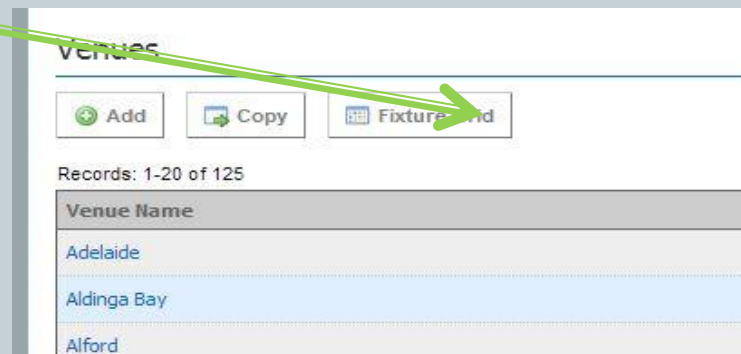 Venues
Add Copy Fixture
Records: 1-20 of 125
Venue Name
Adelaide
Aldinga Bay
Alford